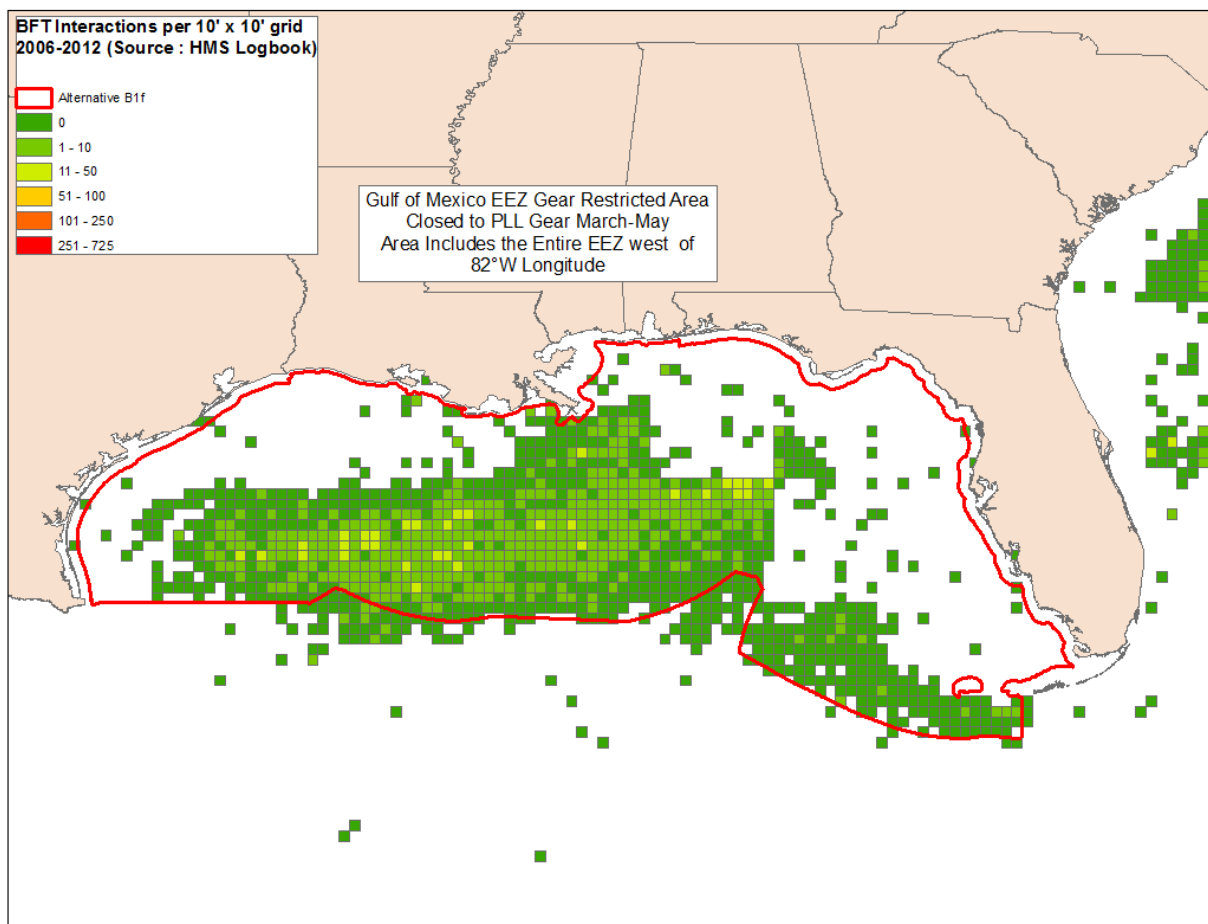 BFT Interactions per 10' x 10' grid
2006-2012 (Source : HMS Logbook)
Alternative B1f
0
1 - 10
11 - 50
51 - 100
101 - 250
251 - 725
Gulf of Mexico EEZ Gear Restricted Area
Closed to PLL Gear March-May
Area Includes the Entire EEZ west of
82°W Longitude